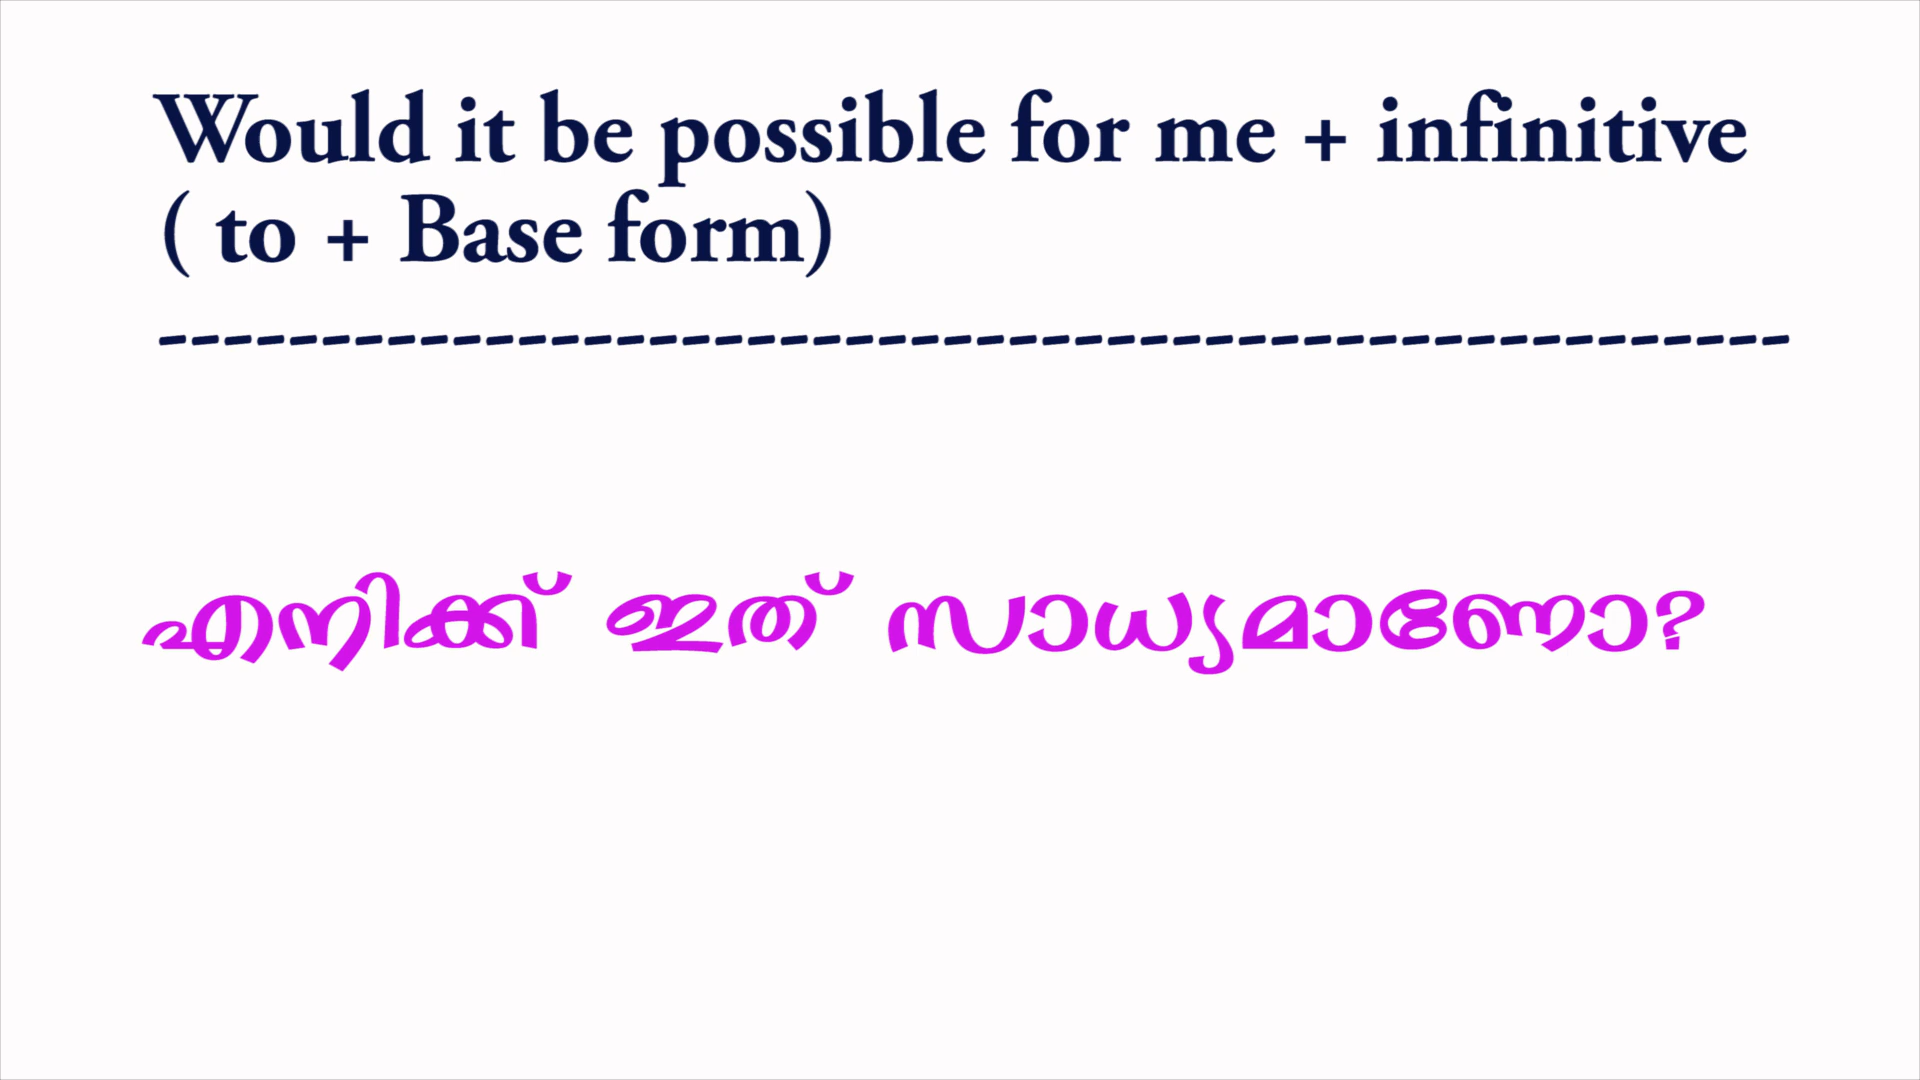 Would it be possible for me + infinitive
( to + Base form)
--------------------------------------------------
എനിക്ക് ഇത് സാധ്യമാണോ?